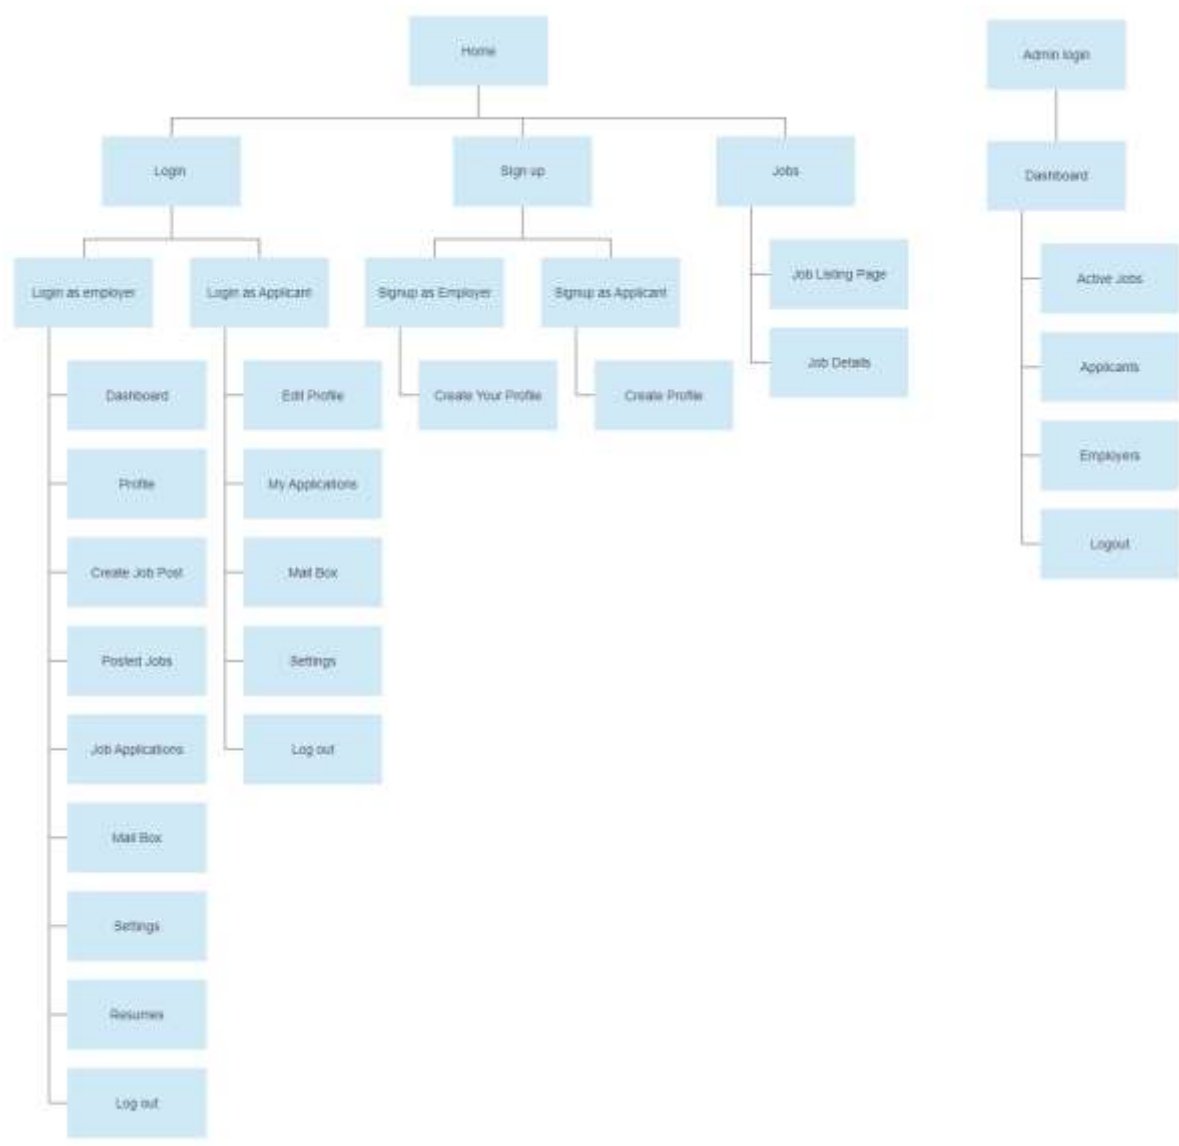 Home
Admin login
Login
Sign up
Jobs
Dashboard
Login as employer
Login as Applicant
Signup as Employer
Signup as Applicant
Job Listing Page
Active Jobs
Job Details
Applicants
Dashboard
Edit Profile
Create Your Profile
Create Profile
Employers
Profile
My Applications
Logout
Create Job Post
Mail Box
Posted Jobs
Settings
Job Applications
Log out
Mail Box
Settings
Resumes
Log out